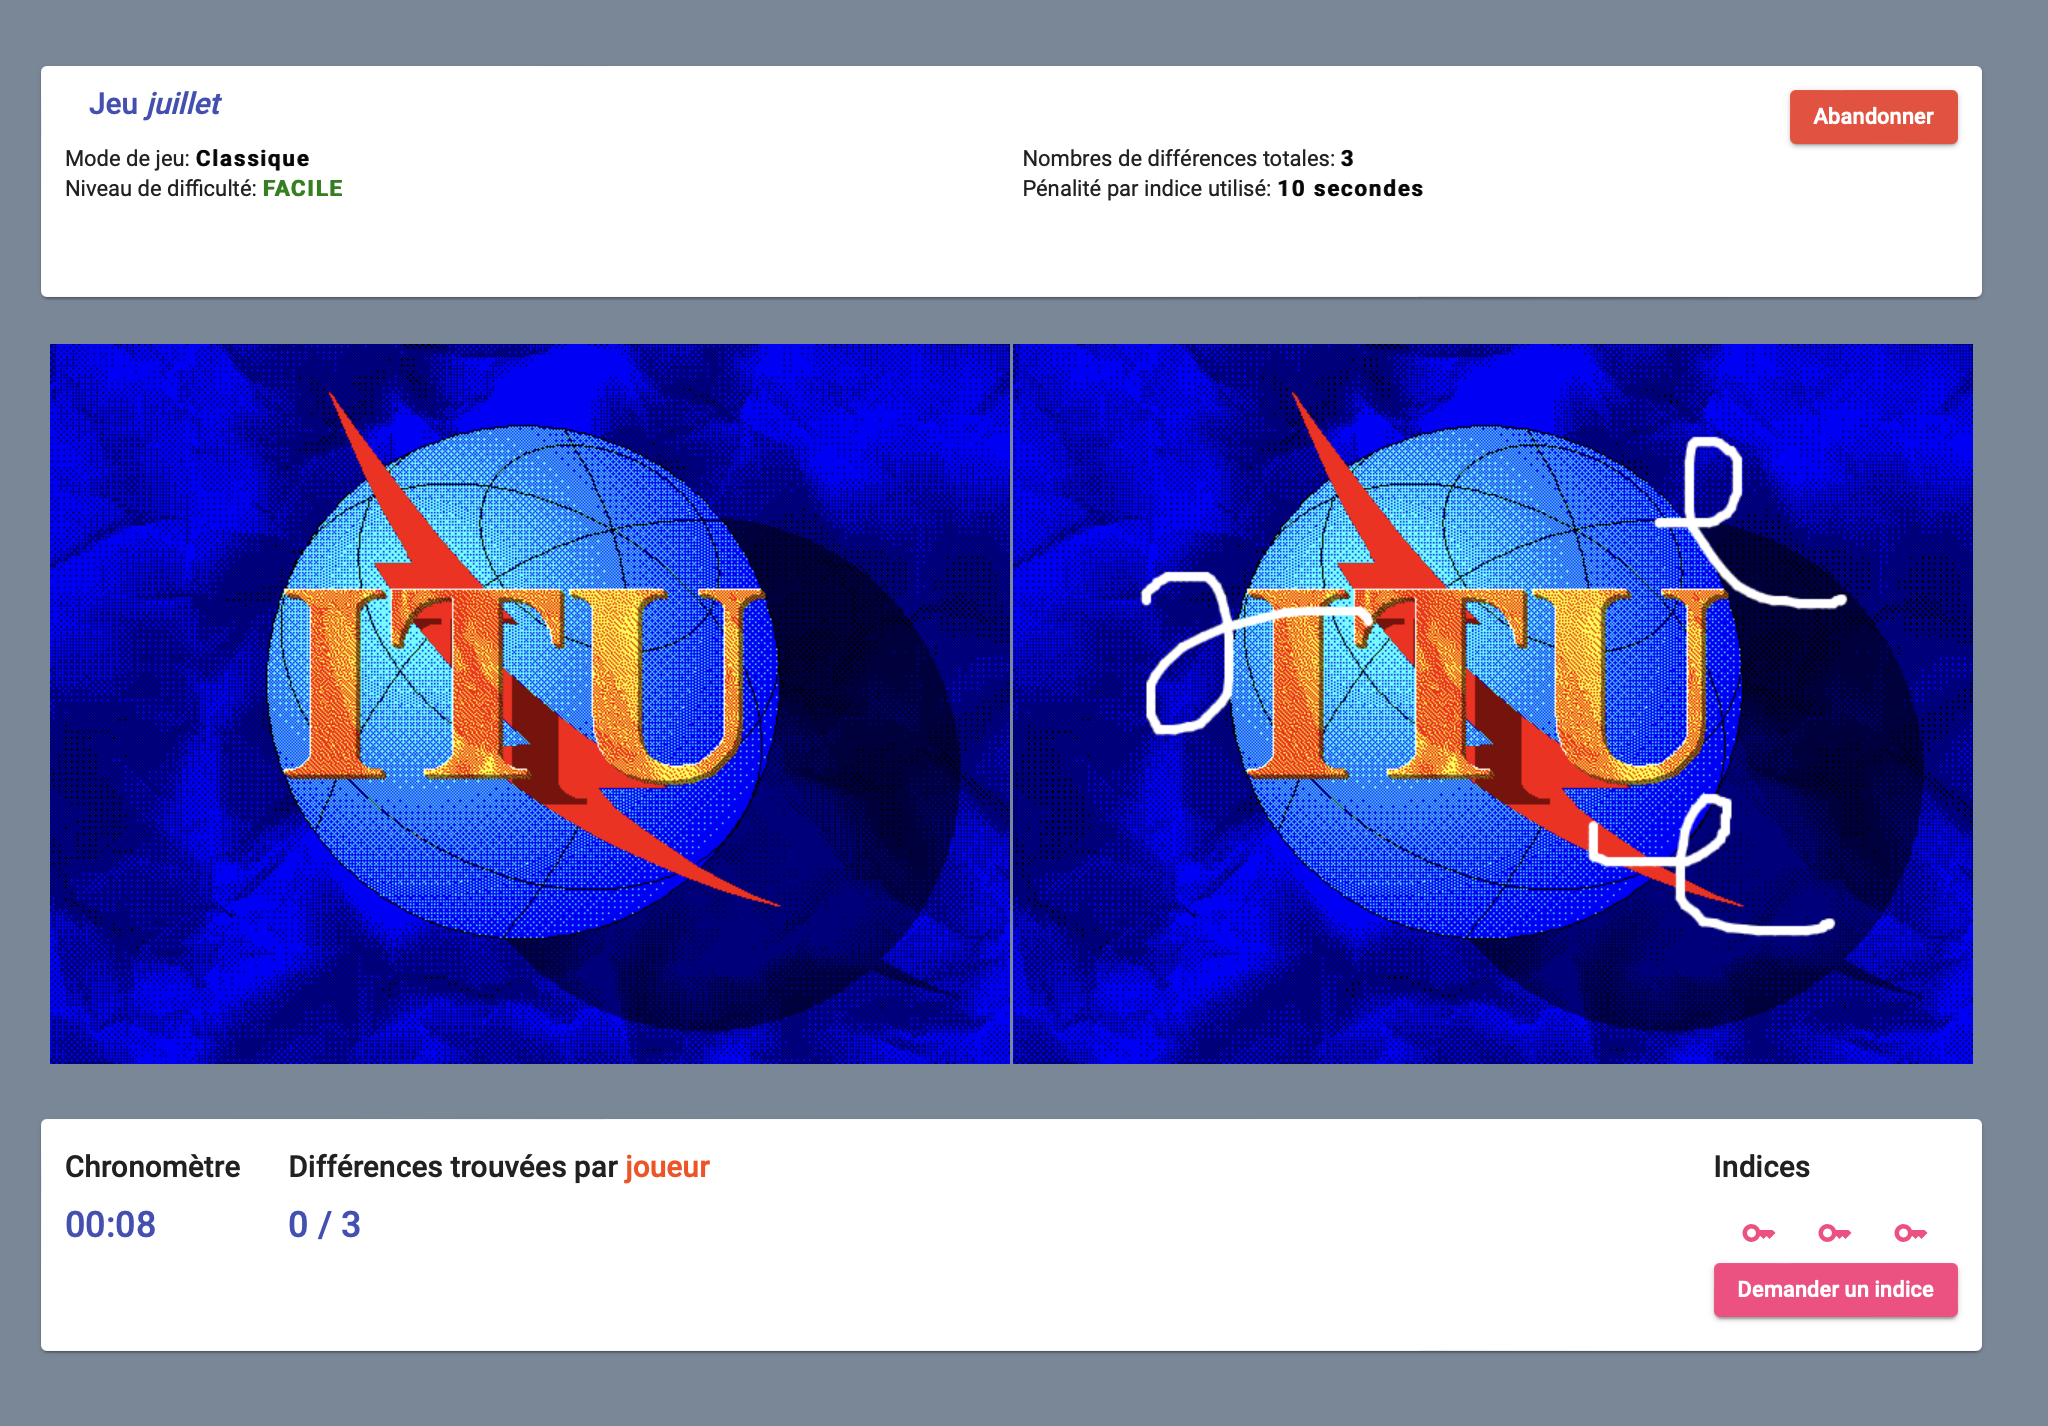 Jeu juillet
Abandonner
Mode de jeu: Classique
Nombres de différences totales: 3
Niveau de difficulté: FACILE
Pénalité par indice utilisé: 10 secondes
ITU
ITU
Chronomètre
Différences trouvées par joueur
Indices
00:08
0 / 3
Demander un indice